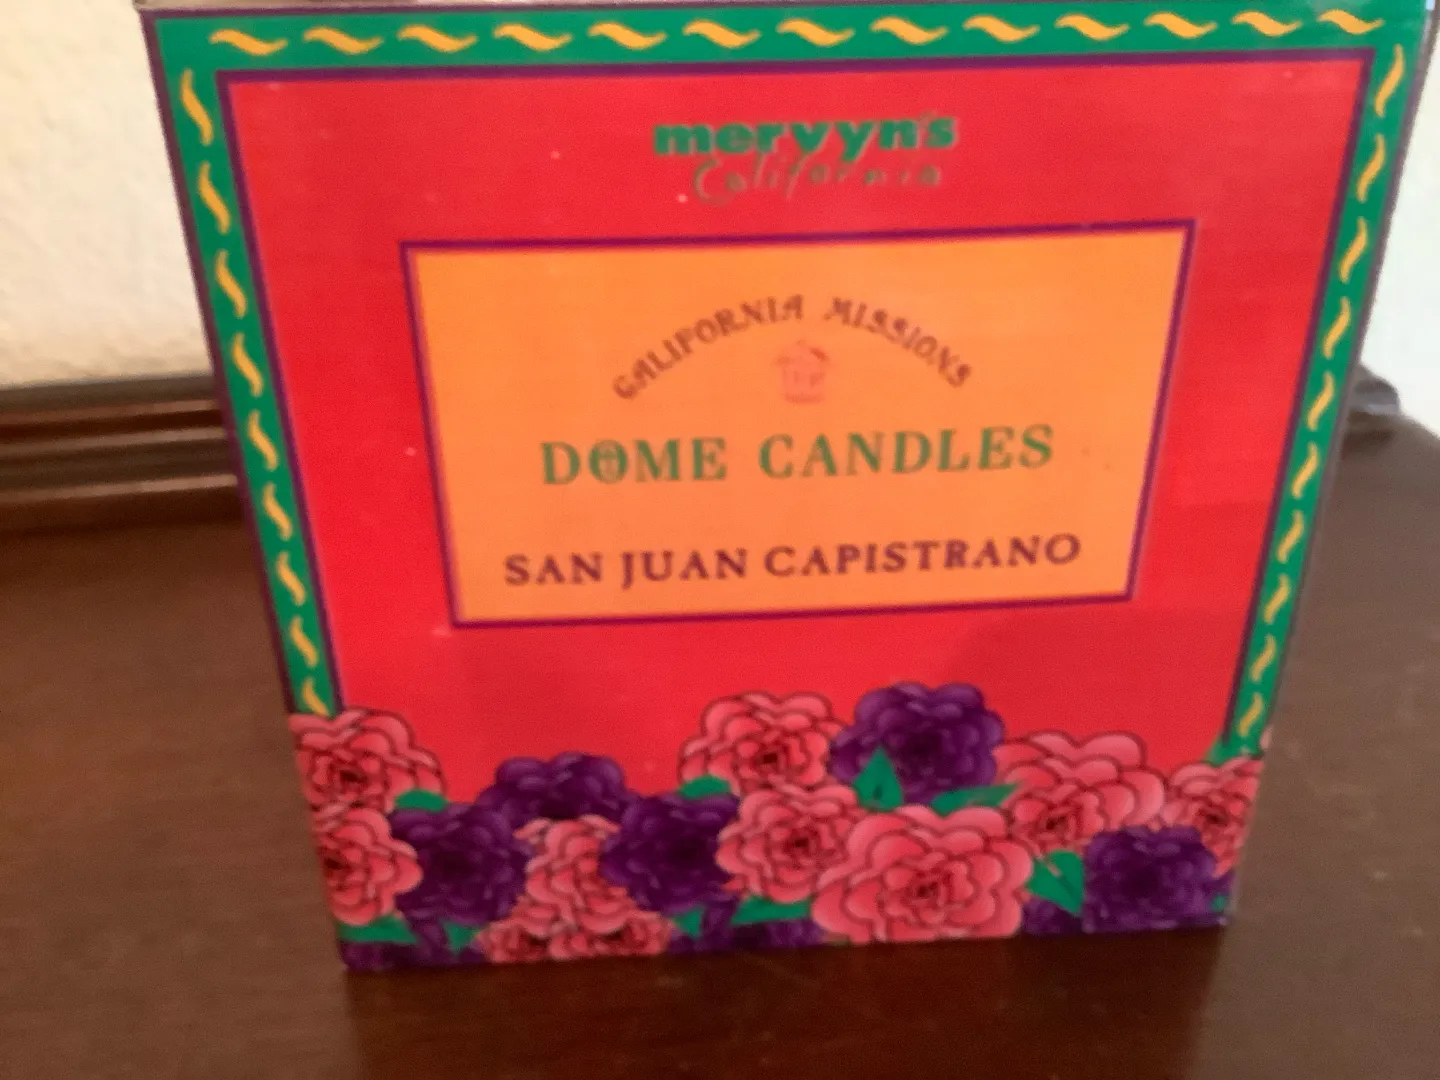 mervyn's
California
CALIFORNIA MISSIONS
DOME CANDLES
SAN JUAN CAPISTRANO